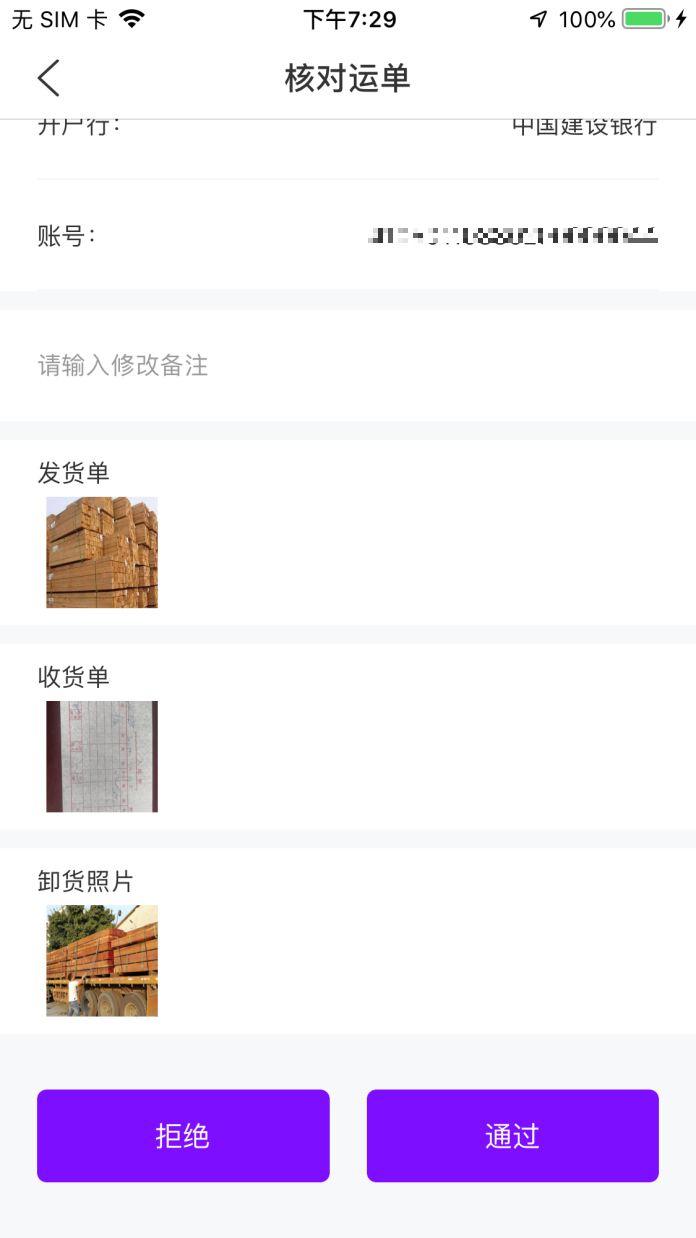 无 SIM 卡 下午7:29 100%
核对运单
开户行: 中国建设银行
账号:
请输入修改备注
发货单
收货单
卸货照片
拒绝 通过